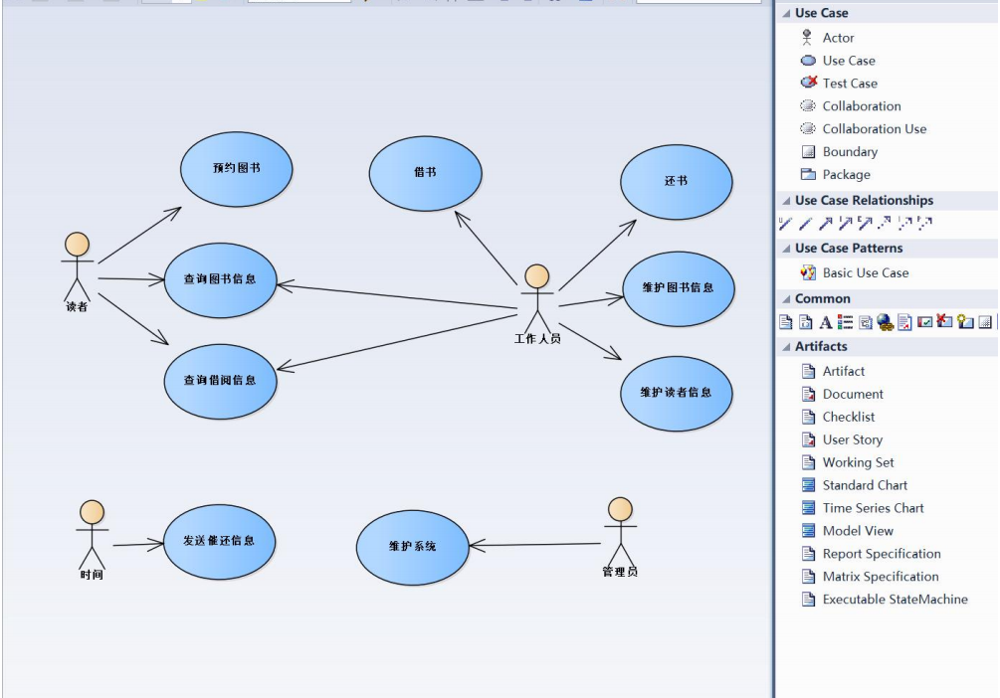 预约图书
借书
还书
查询图书信息
维护图书信息
读者
工作人员
查询借阅信息
维护读者信息
发送催还信息
维护系统
时间
管理员
Use Case
Actor
Use Case
Test Case
Collaboration
Collaboration Use
Boundary
Package
Use Case Relationships
Use Case Patterns
Basic Use Case
Common
Artifacts
Artifact
Document
Checklist
User Story
Working Set
Standard Chart
Time Series Chart
Model View
Report Specification
Matrix Specification
Executable StateMachine